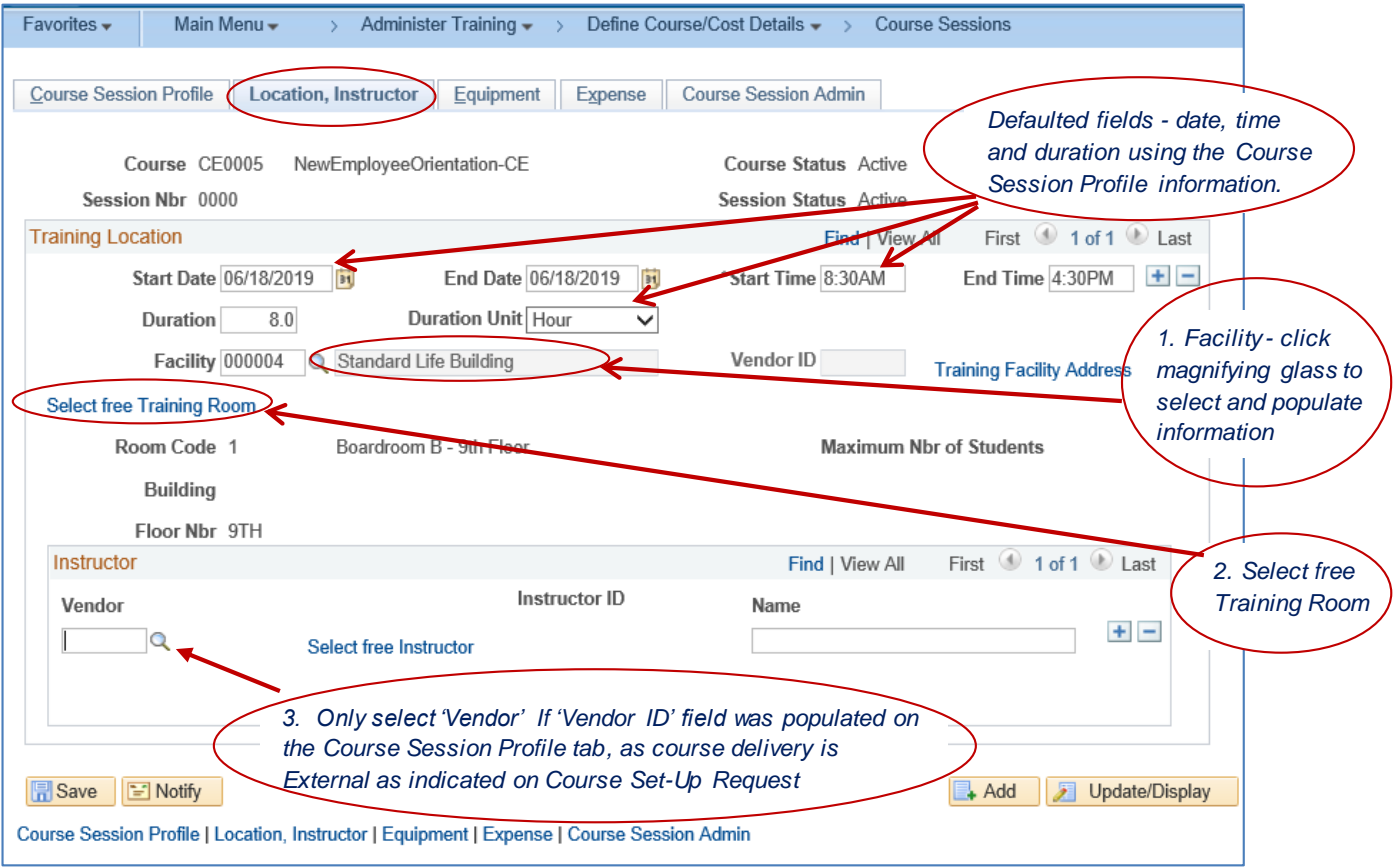 Favorites Main Menu > Administer Training > Define Course/Cost Details > Course Sessions
Course Session Profile Location, Instructor Equipment Expense Course Session Admin
Defaulted fields - date, time
and duration using the Course
Session Profile information.
Course CE0005 NewEmployeeOrientation-CE Course Status Active
Session Nbr 0000 Session Status Active
Training Location Find | View All First 1 of 1 Last
Start Date 06/18/2019 31 End Date 06/18/2019 31 *Start Time 8:30AM End Time 4:30PM + -
Duration 8.0 Duration Unit Hour
Facility 000004 Standard Life Building Vendor ID Training Facility Address
1. Facility - click
magnifying glass to
select and populate
information
Select free Training Room
Room Code 1 Boardroom B - 9th Floor Maximum Nbr of Students
Building
Floor Nbr 9TH
Instructor Find | View All First 1 of 1 Last
2. Select free
Training Room
Vendor Instructor ID Name
Select free Instructor + -
3. Only select ‘Vendor’ If ‘Vendor ID’ field was populated on
the Course Session Profile tab, as course delivery is
External as indicated on Course Set-Up Request
Save Notify Add Update/Display
Course Session Profile | Location, Instructor | Equipment | Expense | Course Session Admin